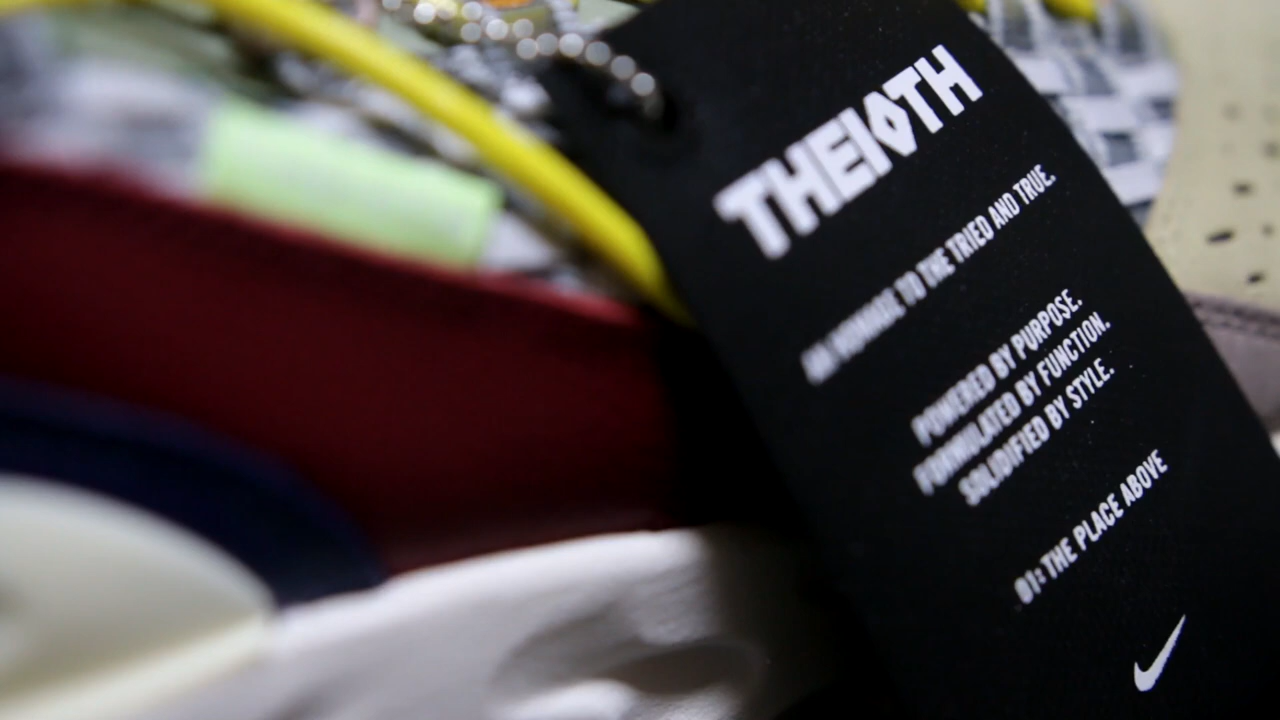 THE10TH
AN HOMAGE TO THE TRIED AND TRUE.
POWERED BY PURPOSE.
FORMULATED BY FUNCTION.
SOLIDIFIED BY STYLE.
01: THE PLACE ABOVE